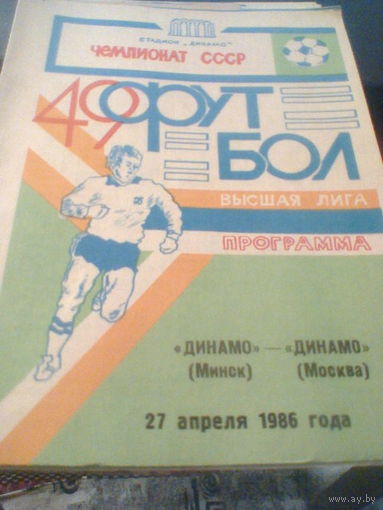 СТАДИОН „ДИНАМО"
ЧЕМПИОНАТ СССР
49 ФУТ
БОЛ
ВЫСШАЯ ЛИГА
ПРОГРАММА
«ДИНАМО» — «ДИНАМО»
(Минск) (Москва)
27 апреля 1986 года
www.ay.by